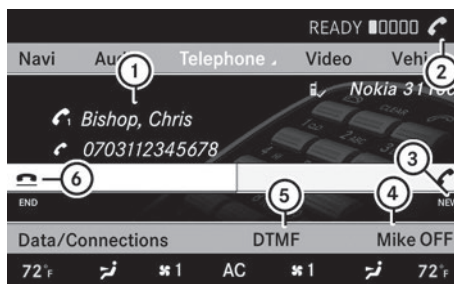 READY
Navi Telephone Video
1 2
Bishop, Chris
0703112345678
6 3
END
5 4
Data/Connections DTMF Mike OFF
72°F 1 AC 1 72°F